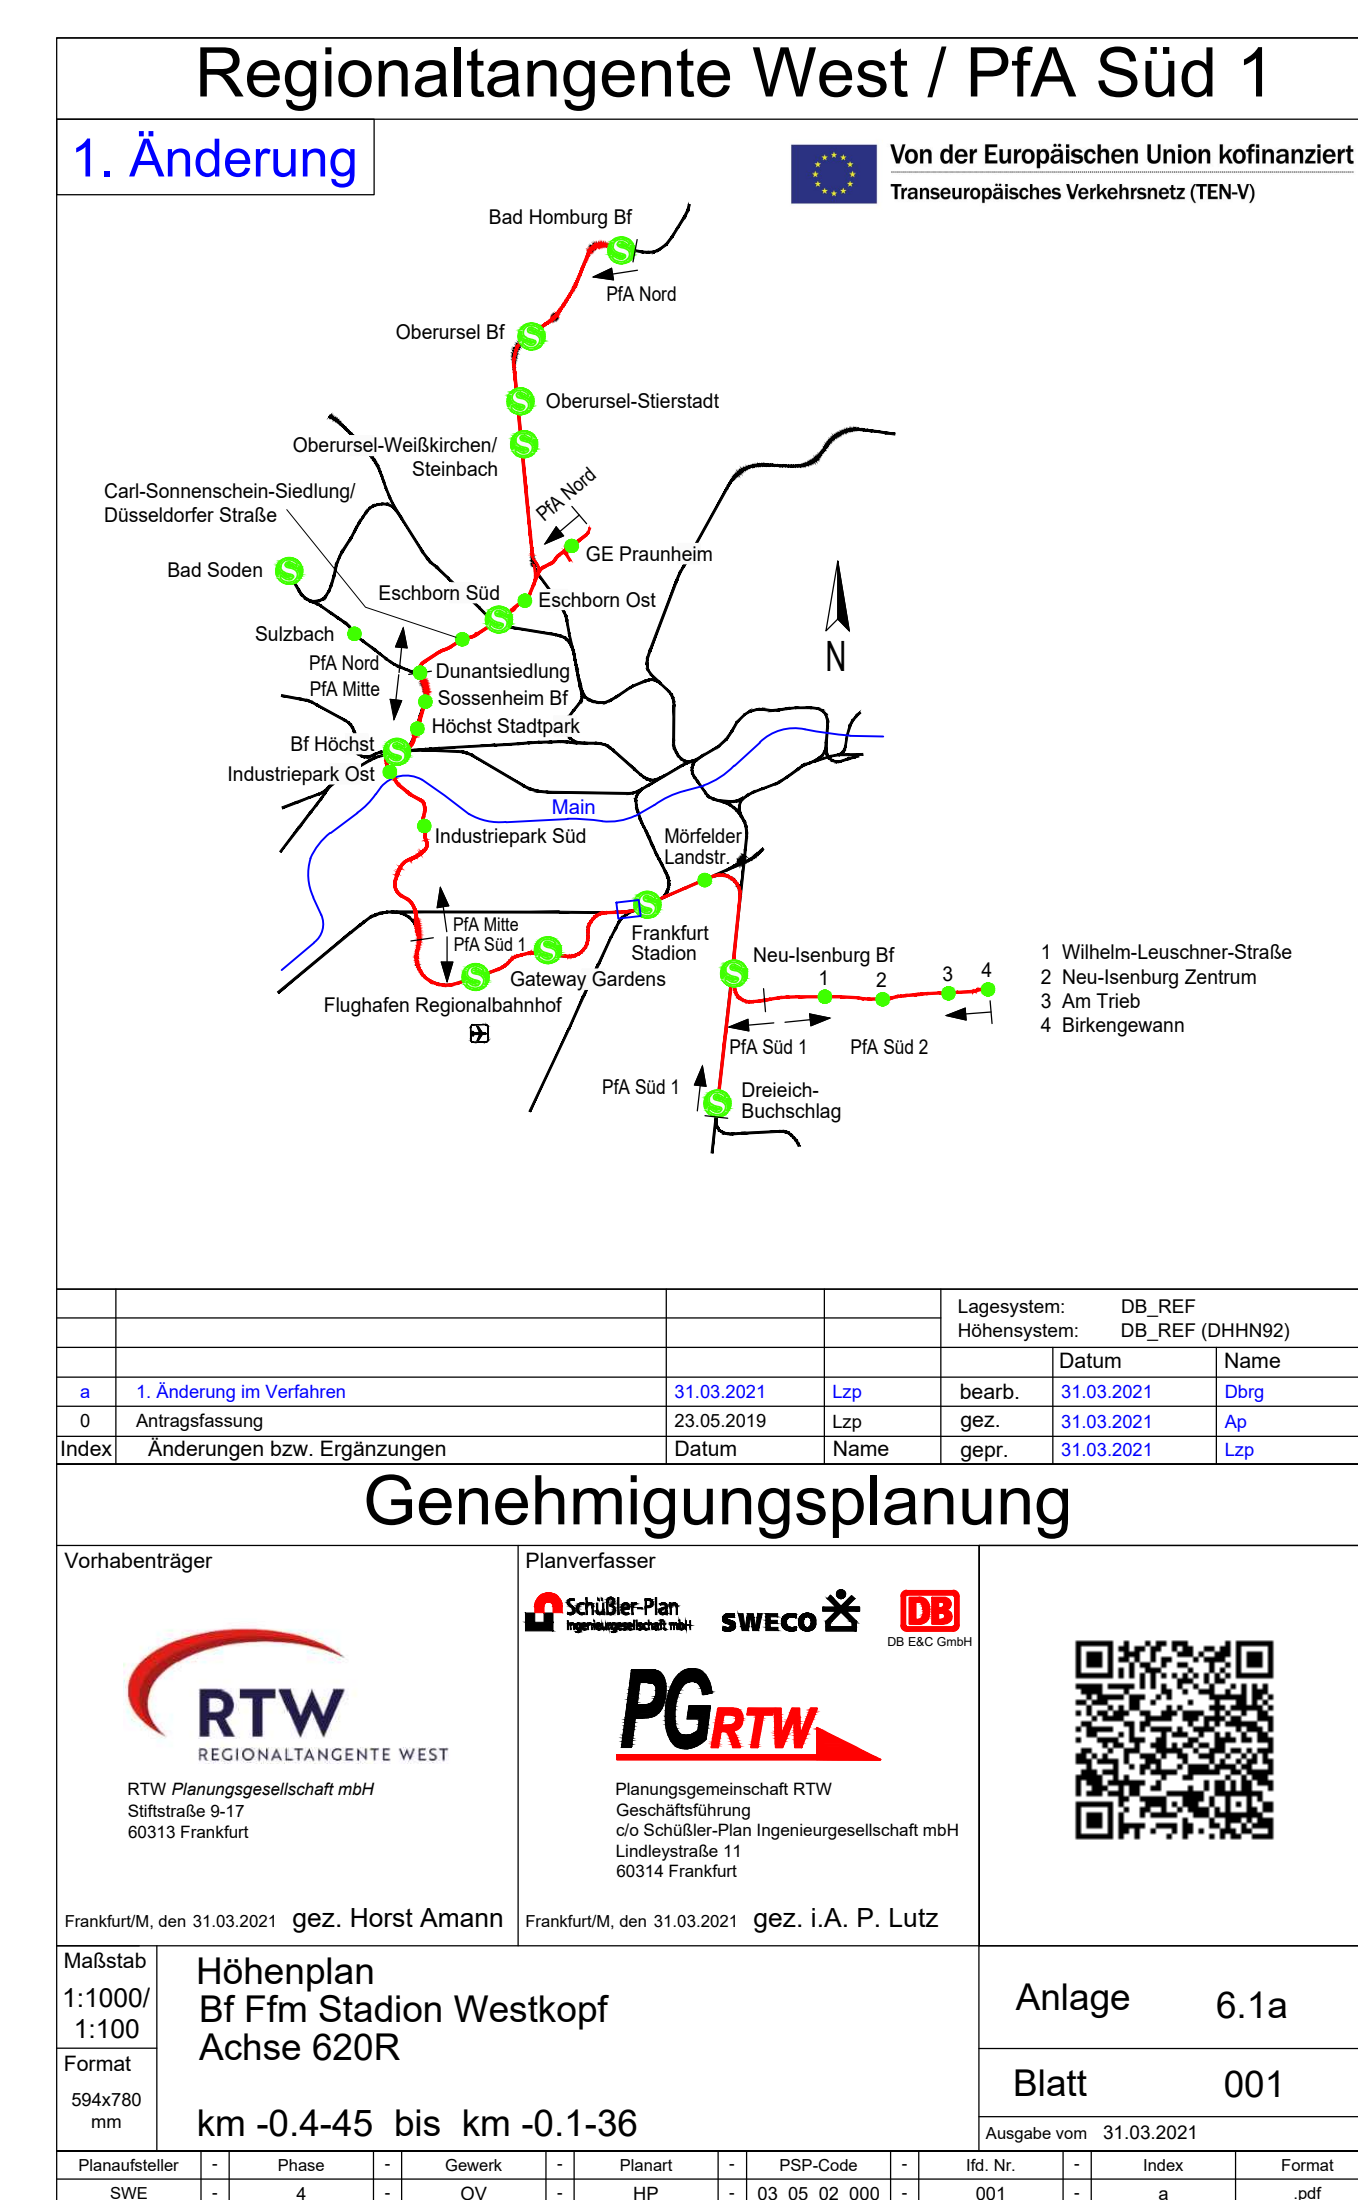 Regionaltangente West / PfA Süd 1
1. Änderung
Von der Europäischen Union kofinanziert
Transeuropäisches Verkehrsnetz (TEN-V)
Bad Homburg Bf
PfA Nord
Oberursel Bf
Oberursel-Stierstadt
Oberursel-Weißkirchen/
Steinbach
Carl-Sonnenschein-Siedlung/
Düsseldorfer Straße
PfA Nord
GE Praunheim
Bad Soden
Eschborn Süd
Eschborn Ost
Sulzbach
PfA Nord
PfA Mitte
Dunantsiedlung
Sossenheim Bf
Höchst Stadtpark
N
Bf Höchst
Industriepark Ost
Main
Industriepark Süd
Mörfelder
Landstr.
PfA Mitte
PfA Süd 1
Frankfurt
Stadion
Gateway Gardens
Flughafen Regionalbahnhof
Neu-Isenburg Bf
1 2 3 4
1 Wilhelm-Leuschner-Straße
2 Neu-Isenburg Zentrum
3 Am Trieb
4 Birkengewann
PfA Süd 1 PfA Süd 2
PfA Süd 1
Dreieich-
Buchschlag
Lagesystem: DB_REF
Höhensystem: DB_REF (DHHN92)
Datum Name
a 1. Änderung im Verfahren 31.03.2021 Lzp bearb. 31.03.2021 Dbrg
0 Antragsfassung 23.05.2019 Lzp gez. 31.03.2021 Ap
Index Änderungen bzw. Ergänzungen Datum Name gepr. 31.03.2021 Lzp
Genehmigungsplanung
Vorhabenträger
RTW
REGIONALTANGENTE WEST
RTW Planungsgesellschaft mbH
Stiftstraße 9-17
60313 Frankfurt
Frankfurt/M, den 31.03.2021 gez. Horst Amann
Planverfasser
Schüßler-Plan
Ingenieurgesellschaft mbH
SWECO
DB
DB E&C GmbH
PG RTW
Planungsgemeinschaft RTW
Geschäftsführung
c/o Schüßler-Plan Ingenieurgesellschaft mbH
Lindleystraße 11
60314 Frankfurt
Frankfurt/M, den 31.03.2021 gez. i.A. P. Lutz
Maßstab
1:1000/
1:100
Format
594x780
mm
Höhenplan
Bf Ffm Stadion Westkopf
Achse 620R
km -0.4-45 bis km -0.1-36
Anlage 6.1a
Blatt 001
Ausgabe vom 31.03.2021
Planaufsteller - Phase - Gewerk - Planart - PSP-Code - lfd. Nr. - Index Format
SWE - 4 - OV - HP - 03_05_02_000 - 001 - a .pdf